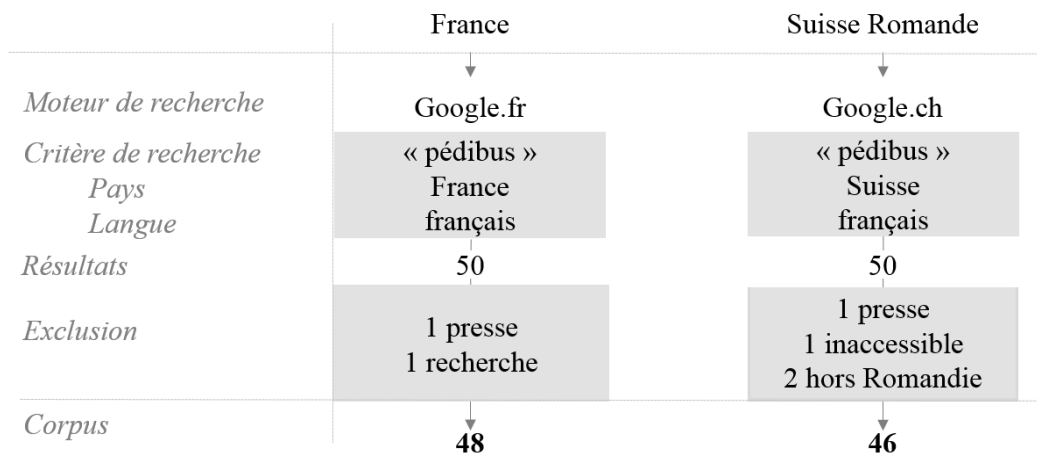 France Suisse Romande
Moteur de recherche Google.fr Google.ch
Critère de recherche « pédibus » « pédibus »
Pays France Suisse
Langue français français
Résultats 50 50
Exclusion 1 presse 1 presse
1 recherche 1 inaccessible
2 hors Romandie
Corpus 48 46